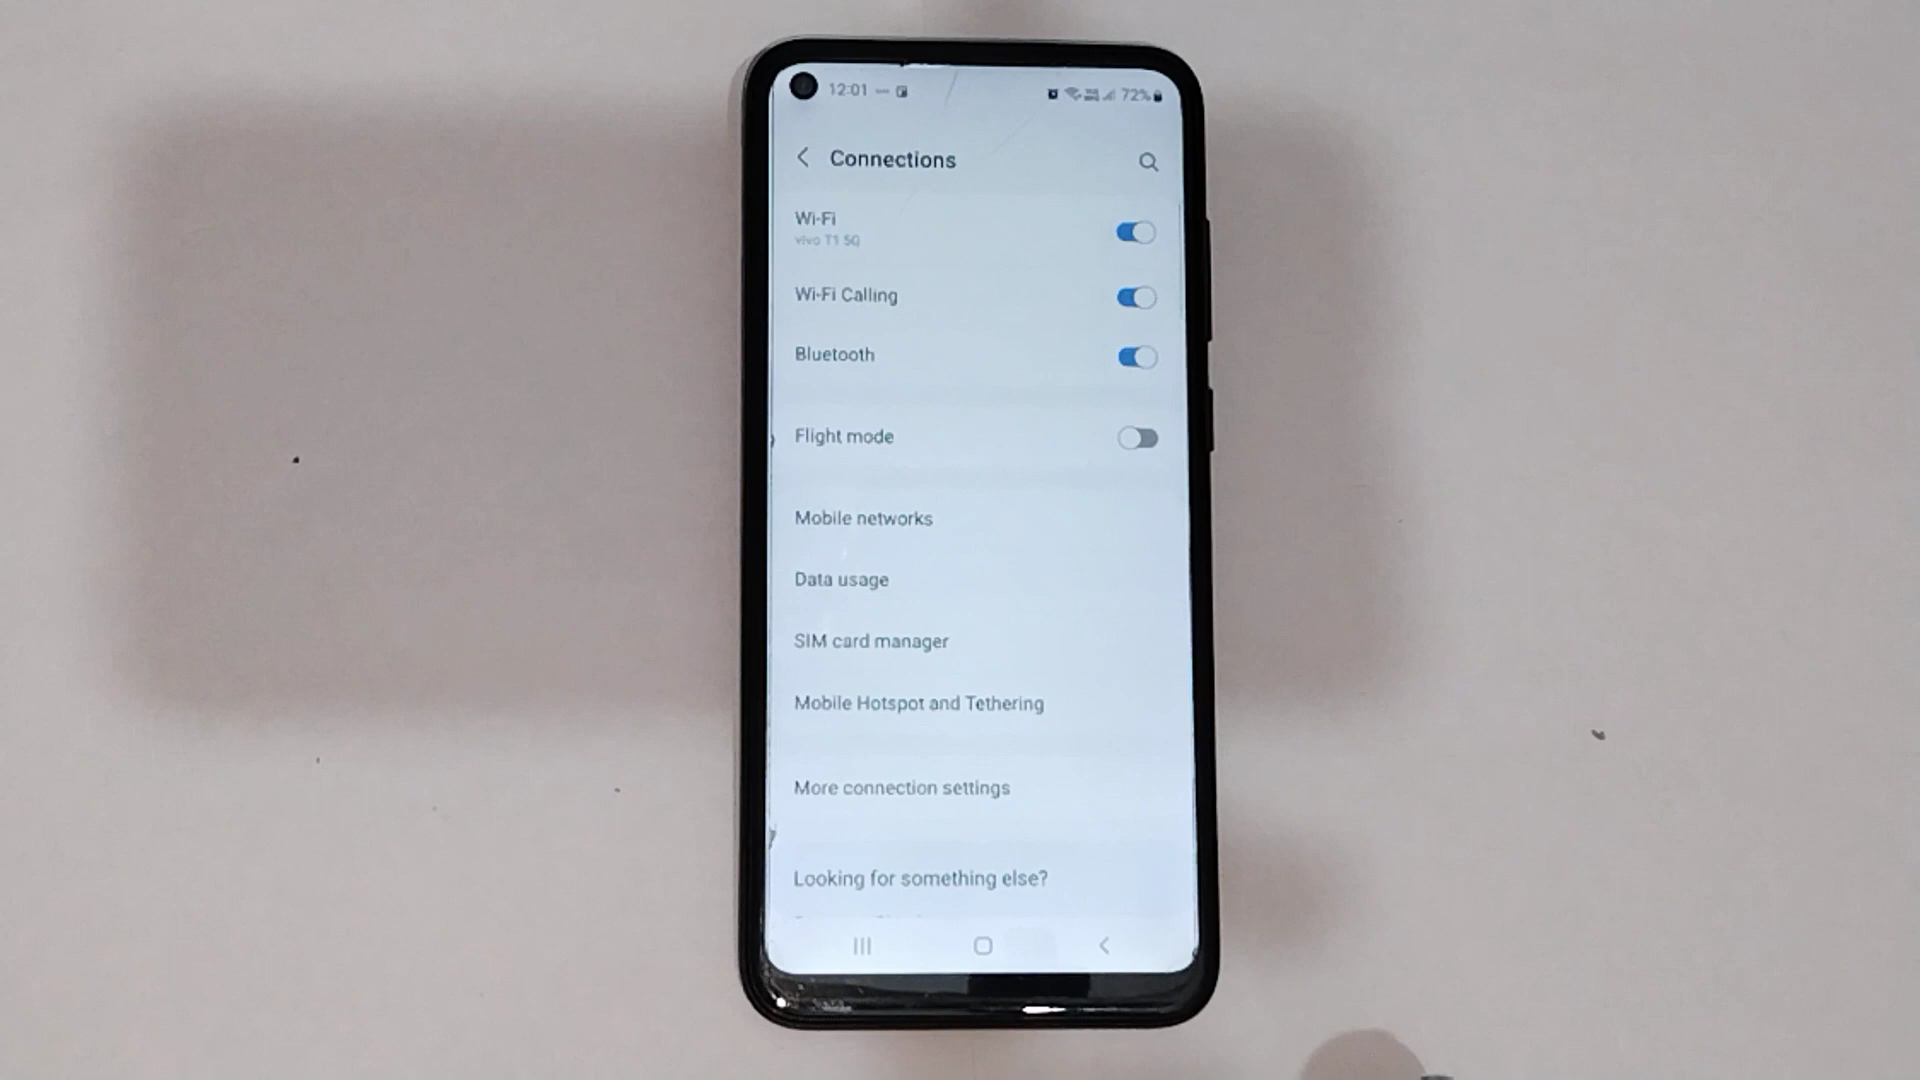 12:01
72%
Connections
Wi-Fi
vivo T1 5G
Wi-Fi Calling
Bluetooth
Flight mode
Mobile networks
Data usage
SIM card manager
Mobile Hotspot and Tethering
More connection settings
Looking for something else?